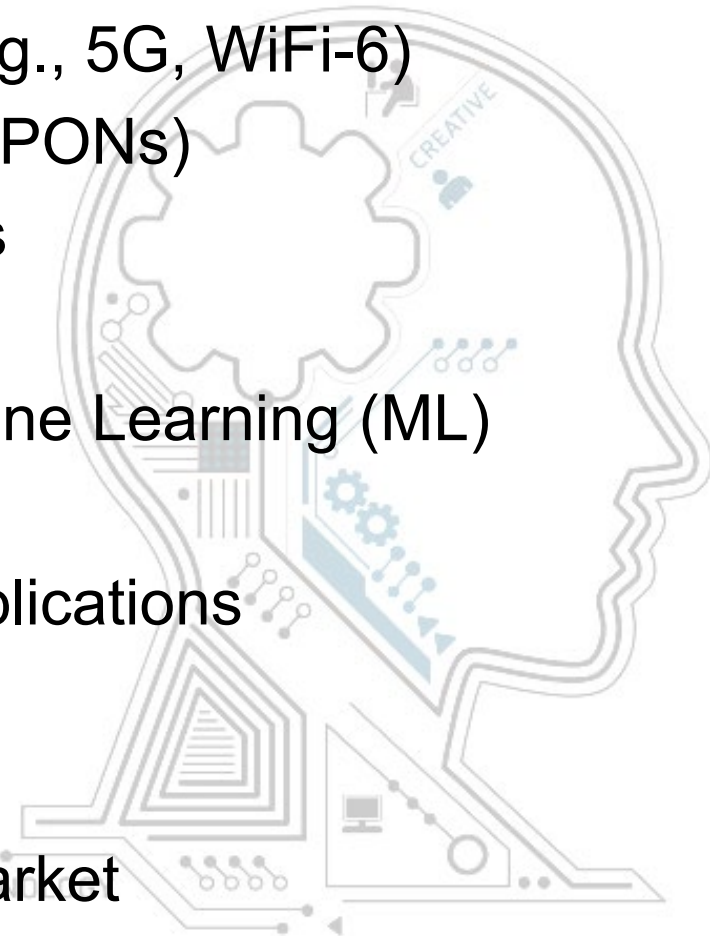 g., 5G, WiFi-6)
PONs)
CREATIVE
s
ne Learning (ML)
plications
arket